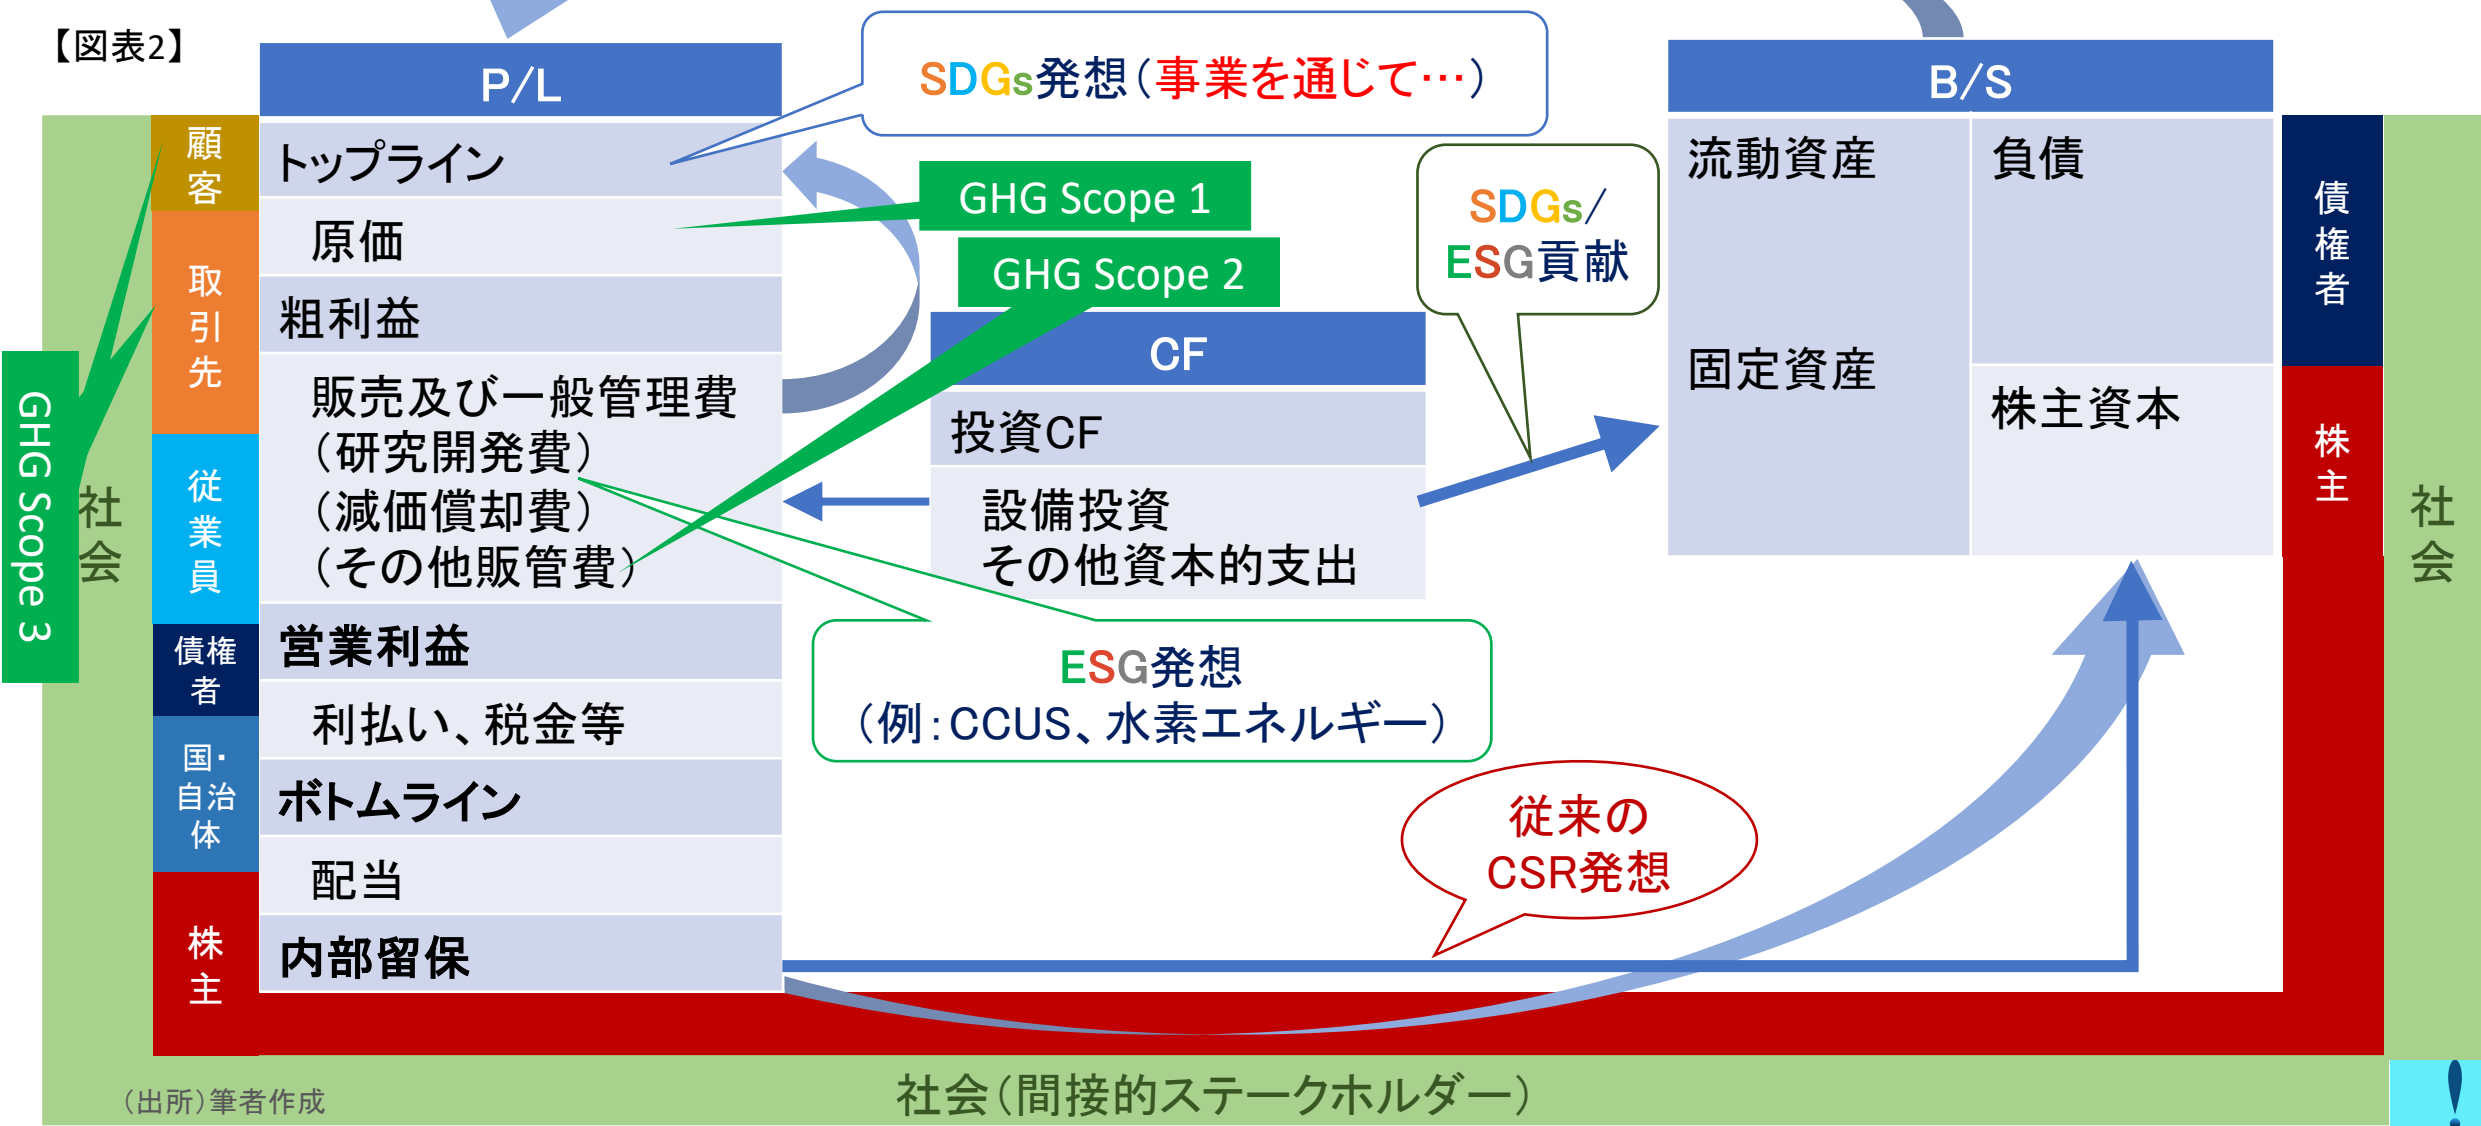 【図表2】
P/L
トップライン
原価
粗利益
販売及び一般管理費
(研究開発費)
(減価償却費)
(その他販管費)
営業利益
利払い、税金等
ボトムライン
配当
内部留保
顧客
取引先
従業員
債権者
国・自治体
株主
GHG Scope 3
社会
SDGs発想(事業を通じて…)
GHG Scope 1
GHG Scope 2
CF
投資CF
設備投資
その他資本的支出
SDGs/
ESG貢献
ESG発想
(例:CCUS、水素エネルギー)
従来の
CSR発想
B/S
流動資産
負債
固定資産
株主資本
債権者
株主
社会
社会(間接的ステークホルダー)
(出所)筆者作成
!